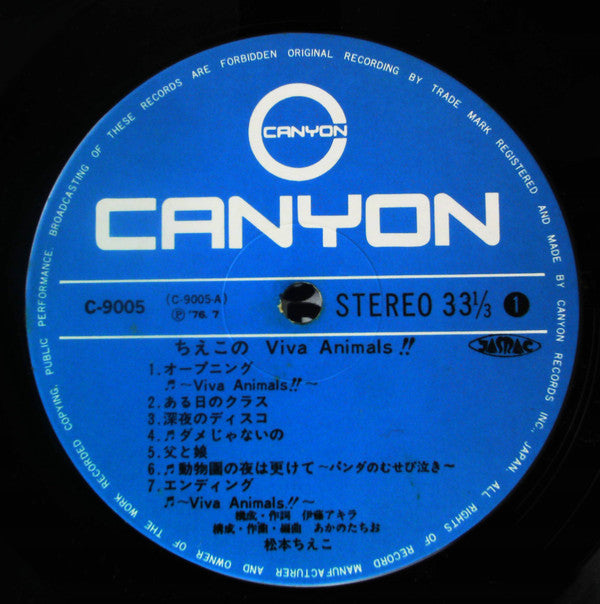 CANYON
CANYON
C-9005
(C-9005-A)
Ⓟ '76. 7
STEREO 33⅓
1
JASRAC
ちえこの Viva Animals!!
1. オープニング
♬〜Viva Animals!!〜
2. ある日のクラス
3. 深夜のディスコ
4. ♬ダメじゃないの
5. 父と娘
6. ♬動物園の夜は更けて〜パンダのむせび泣き〜
7. エンディング
♬〜Viva Animals!!〜
構成・作詞 伊藤アキラ
構成・作曲・編曲 あかのたちお
松本ちえこ
ORIGINAL RECORDING BY TRADE MARK REGISTERED AND MADE BY CANYON RECORDS INC., JAPAN. ALL RIGHTS OF RECORD MANUFACTURER AND OWNER OF THE WORK RECORDED COPYING, PUBLIC PERFORMANCE, BROADCASTING OF THESE RECORDS ARE FORBIDDEN